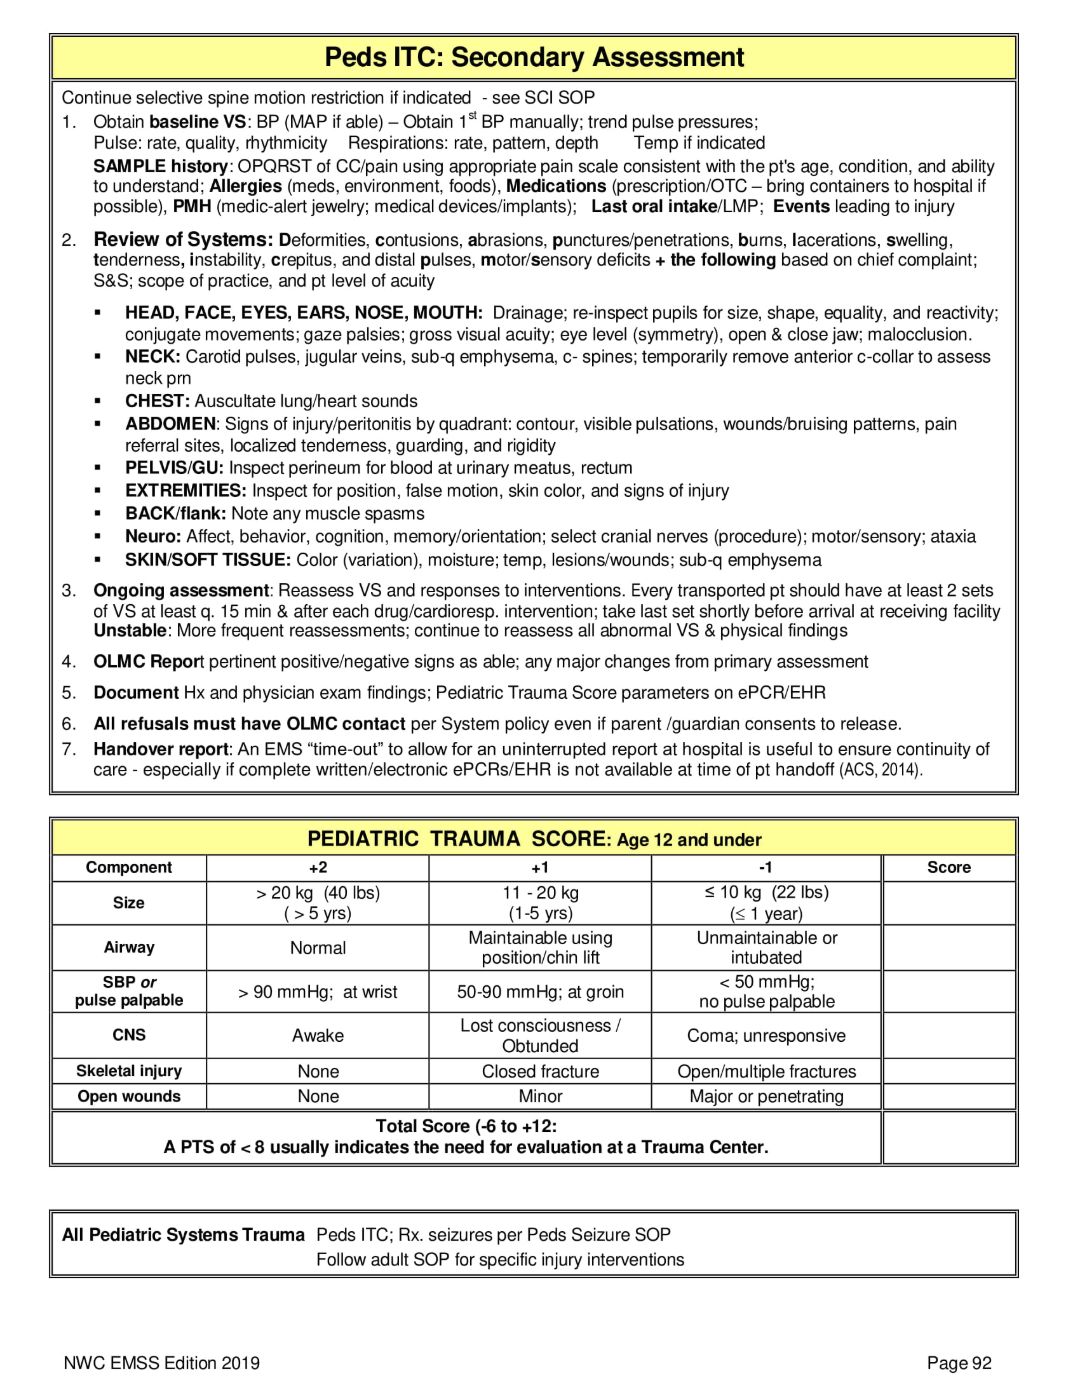 Peds ITC: Secondary Assessment
Continue selective spine motion restriction if indicated - see SCI SOP
1. Obtain baseline VS: BP (MAP if able) – Obtain 1st BP manually; trend pulse pressures;
Pulse: rate, quality, rhythmicity Respirations: rate, pattern, depth Temp if indicated
SAMPLE history: OPQRST of CC/pain using appropriate pain scale consistent with the pt's age, condition, and ability
to understand; Allergies (meds, environment, foods), Medications (prescription/OTC – bring containers to hospital if
possible), PMH (medic-alert jewelry; medical devices/implants); Last oral intake/LMP; Events leading to injury
2. Review of Systems: Deformities, contusions, abrasions, punctures/penetrations, burns, lacerations, swelling,
tenderness, instability, crepitus, and distal pulses, motor/sensory deficits + the following based on chief complaint;
S&S; scope of practice, and pt level of acuity
▪ HEAD, FACE, EYES, EARS, NOSE, MOUTH: Drainage; re-inspect pupils for size, shape, equality, and reactivity;
conjugate movements; gaze palsies; gross visual acuity; eye level (symmetry), open & close jaw; malocclusion.
▪ NECK: Carotid pulses, jugular veins, sub-q emphysema, c- spines; temporarily remove anterior c-collar to assess
neck prn
▪ CHEST: Auscultate lung/heart sounds
▪ ABDOMEN: Signs of injury/peritonitis by quadrant: contour, visible pulsations, wounds/bruising patterns, pain
referral sites, localized tenderness, guarding, and rigidity
▪ PELVIS/GU: Inspect perineum for blood at urinary meatus, rectum
▪ EXTREMITIES: Inspect for position, false motion, skin color, and signs of injury
▪ BACK/flank: Note any muscle spasms
▪ Neuro: Affect, behavior, cognition, memory/orientation; select cranial nerves (procedure); motor/sensory; ataxia
▪ SKIN/SOFT TISSUE: Color (variation), moisture; temp, lesions/wounds; sub-q emphysema
3. Ongoing assessment: Reassess VS and responses to interventions. Every transported pt should have at least 2 sets
of VS at least q. 15 min & after each drug/cardioresp. intervention; take last set shortly before arrival at receiving facility
Unstable: More frequent reassessments; continue to reassess all abnormal VS & physical findings
4. OLMC Report pertinent positive/negative signs as able; any major changes from primary assessment
5. Document Hx and physician exam findings; Pediatric Trauma Score parameters on ePCR/EHR
6. All refusals must have OLMC contact per System policy even if parent /guardian consents to release.
7. Handover report: An EMS “time-out” to allow for an uninterrupted report at hospital is useful to ensure continuity of
care - especially if complete written/electronic ePCRs/EHR is not available at time of pt handoff (ACS, 2014).
PEDIATRIC TRAUMA SCORE: Age 12 and under
Component +2 +1 -1 Score
Size > 20 kg (40 lbs) 11 - 20 kg ≤ 10 kg (22 lbs)
( > 5 yrs) (1-5 yrs) (≤ 1 year)
Airway Normal Maintainable using Unmaintainable or
position/chin lift intubated
SBP or > 90 mmHg; at wrist 50-90 mmHg; at groin < 50 mmHg;
pulse palpable no pulse palpable
CNS Awake Lost consciousness / Coma; unresponsive
Obtunded
Skeletal injury None Closed fracture Open/multiple fractures
Open wounds None Minor Major or penetrating
Total Score (-6 to +12:
A PTS of < 8 usually indicates the need for evaluation at a Trauma Center.
All Pediatric Systems Trauma Peds ITC; Rx. seizures per Peds Seizure SOP
Follow adult SOP for specific injury interventions
NWC EMSS Edition 2019 Page 92